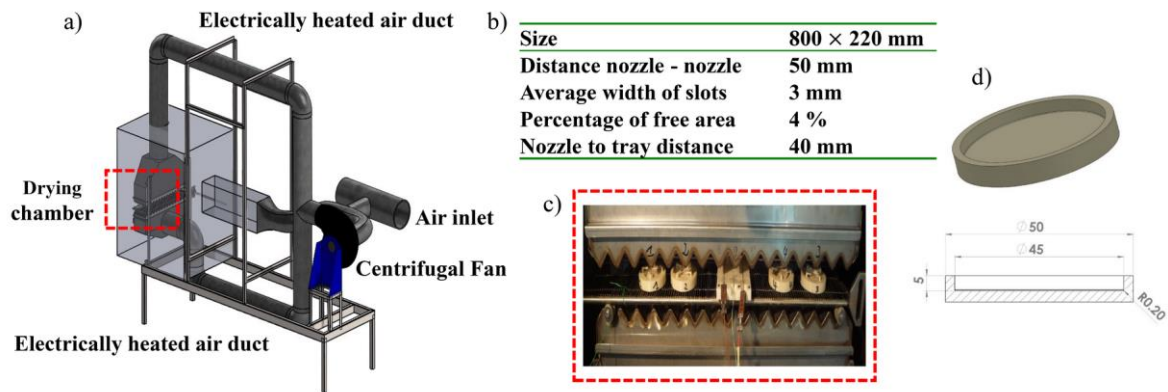 a)
Electrically heated air duct
Drying
chamber
Air inlet
Centrifugal Fan
Electrically heated air duct
b)
Size 800 × 220 mm
Distance nozzle - nozzle 50 mm
Average width of slots 3 mm
Percentage of free area 4 %
Nozzle to tray distance 40 mm
c)
d)
∅ 50
∅ 45
5
R0.20